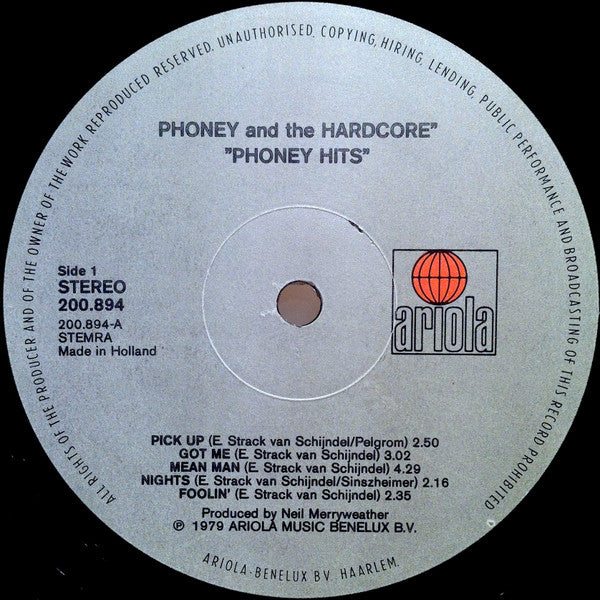 ALL RIGHTS OF THE PRODUCER AND OF THE OWNER OF THE WORK REPRODUCED RESERVED. UNAUTHORISED, COPYING, HIRING, LENDING, PUBLIC PERFORMANCE AND BROADCASTING OF THIS RECORD PROHIBITED
PHONEY and the HARDCORE"
"PHONEY HITS"
Side 1
STEREO
200.894
200.894-A
STEMRA
Made in Holland
ariola
PICK UP (E. Strack van Schijndel/Pelgrom) 2.50
GOT ME (E. Strack van Schijndel) 3.02
MEAN MAN (E. Strack van Schijndel) 4.29
NIGHTS (E. Strack van Schijndel/Sinszheimer) 2.16
FOOLIN' (E. Strack van Schijndel) 2.35
Produced by Neil Merryweather
℗ 1979 ARIOLA MUSIC BENELUX B.V.
ARIOLA-BENELUX B.V. HAARLEM.